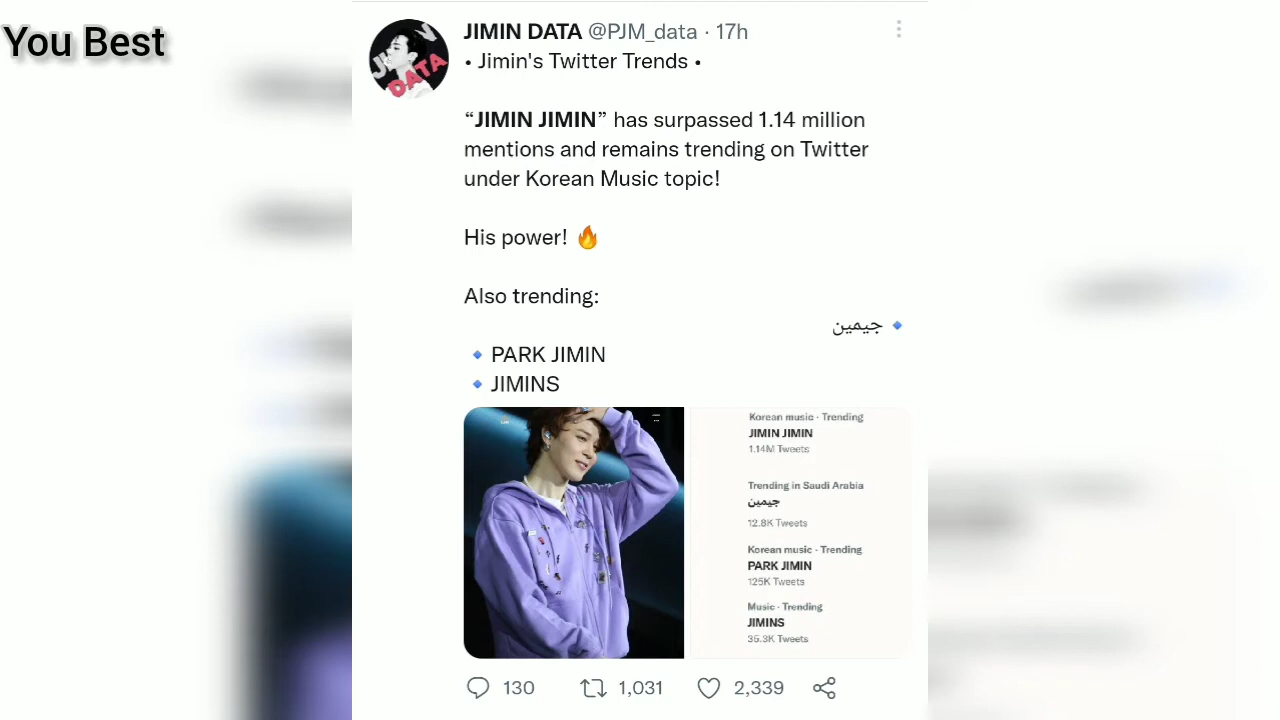 You Best
JIMIN DATA @PJM_data · 17h
• Jimin's Twitter Trends •
“JIMIN JIMIN” has surpassed 1.14 million
mentions and remains trending on Twitter
under Korean Music topic!
His power! 🔥
Also trending:
🔹 جيمين
🔹 PARK JIMIN
🔹 JIMINS
Korean music · Trending
JIMIN JIMIN
1.14M Tweets
Trending in Saudi Arabia
جيمين
12.8K Tweets
Korean music · Trending
PARK JIMIN
125K Tweets
Music · Trending
JIMINS
35.3K Tweets
130 1,031 2,339